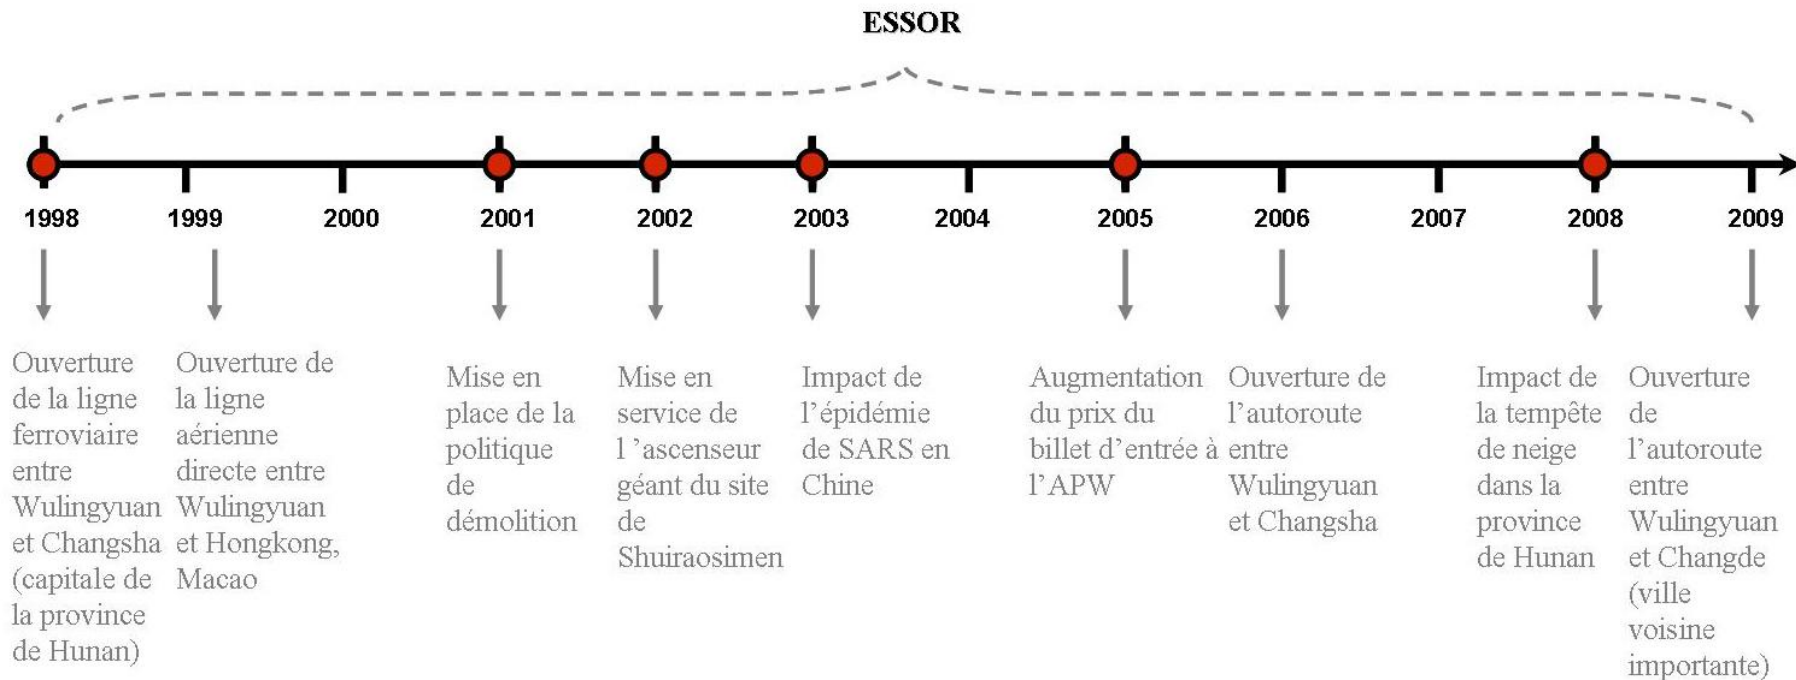 ESSOR
1998
1999
2000
2001
2002
2003
2004
2005
2006
2007
2008
2009
Ouverture
de la ligne
ferroviaire
entre
Wulingyuan
et Changsha
(capitale de
la province
de Hunan)
Ouverture de
la ligne
aérienne
directe entre
Wulingyuan
et Hongkong,
Macao
Mise en
place de la
politique
de
démolition
Mise en
service de
l ’ascenseur
géant du site
de
Shuiraosimen
Impact de
l’épidémie
de SARS en
Chine
Augmentation
du prix du
billet d’entrée à
l’APW
Ouverture de
l’autoroute
entre
Wulingyuan
et Changsha
Impact de
la tempête
de neige
dans la
province
de Hunan
Ouverture
de
l’autoroute
entre
Wulingyuan
et Changde
(ville
voisine
importante)